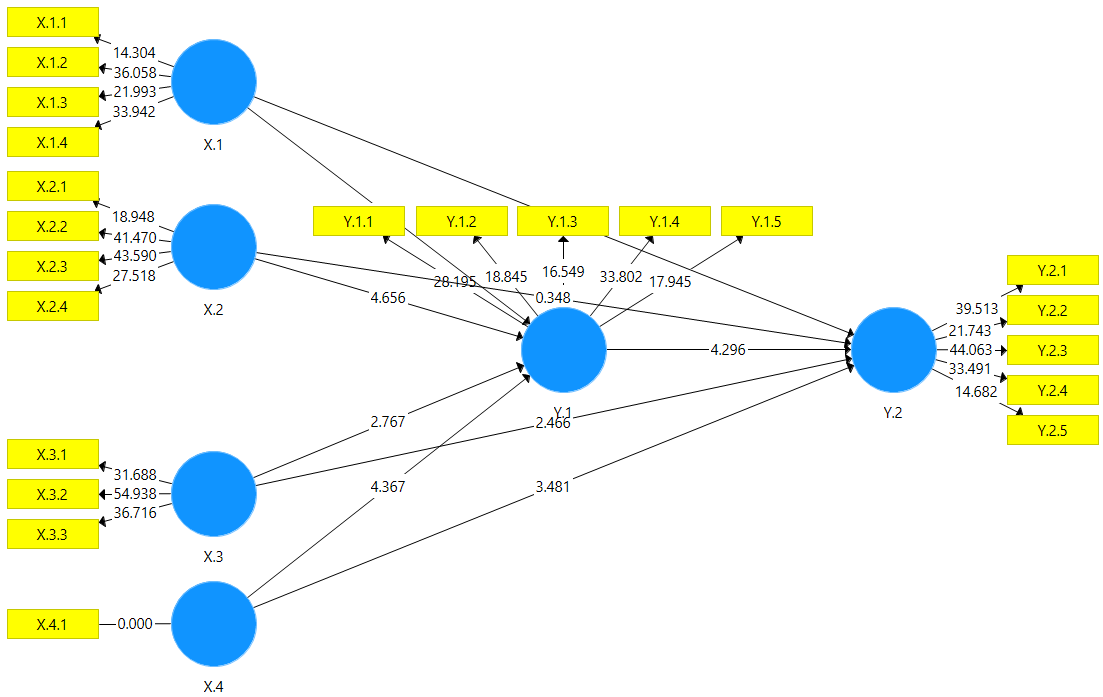 X.1.1
14.304
X.1.2
36.058
X.1.3
21.993
X.1.4
33.942
X.1
X.2.1
18.948
X.2.2
41.470
X.2.3
43.590
X.2.4
27.518
X.2
Y.1.1
Y.1.2
Y.1.3
Y.1.4
Y.1.5
28.195
18.845
16.549
33.802
17.945
4.656
0.348
4.296
Y.1
2.767
2.466
4.367
3.481
Y.2.1
39.513
Y.2.2
21.743
Y.2.3
44.063
Y.2.4
33.491
Y.2.5
14.682
Y.2
X.3.1
31.688
X.3.2
54.938
X.3.3
36.716
X.3
X.4.1
0.000
X.4